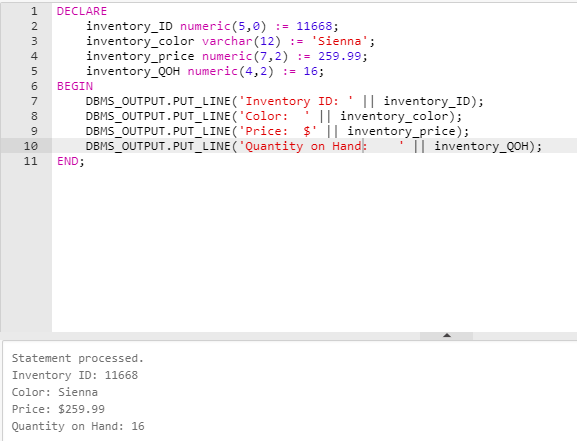 1 DECLARE
2 inventory_ID numeric(5,0) := 11668;
3 inventory_color varchar(12) := 'Sienna';
4 inventory_price numeric(7,2) := 259.99;
5 inventory_QOH numeric(4,2) := 16;
6 BEGIN
7 DBMS_OUTPUT.PUT_LINE('Inventory ID: ' || inventory_ID);
8 DBMS_OUTPUT.PUT_LINE('Color:  ' || inventory_color);
9 DBMS_OUTPUT.PUT_LINE('Price:  $' || inventory_price);
10 DBMS_OUTPUT.PUT_LINE('Quantity on Hand:    ' || inventory_QOH);
11 END;
Statement processed.
Inventory ID: 11668
Color: Sienna
Price: $259.99
Quantity on Hand: 16